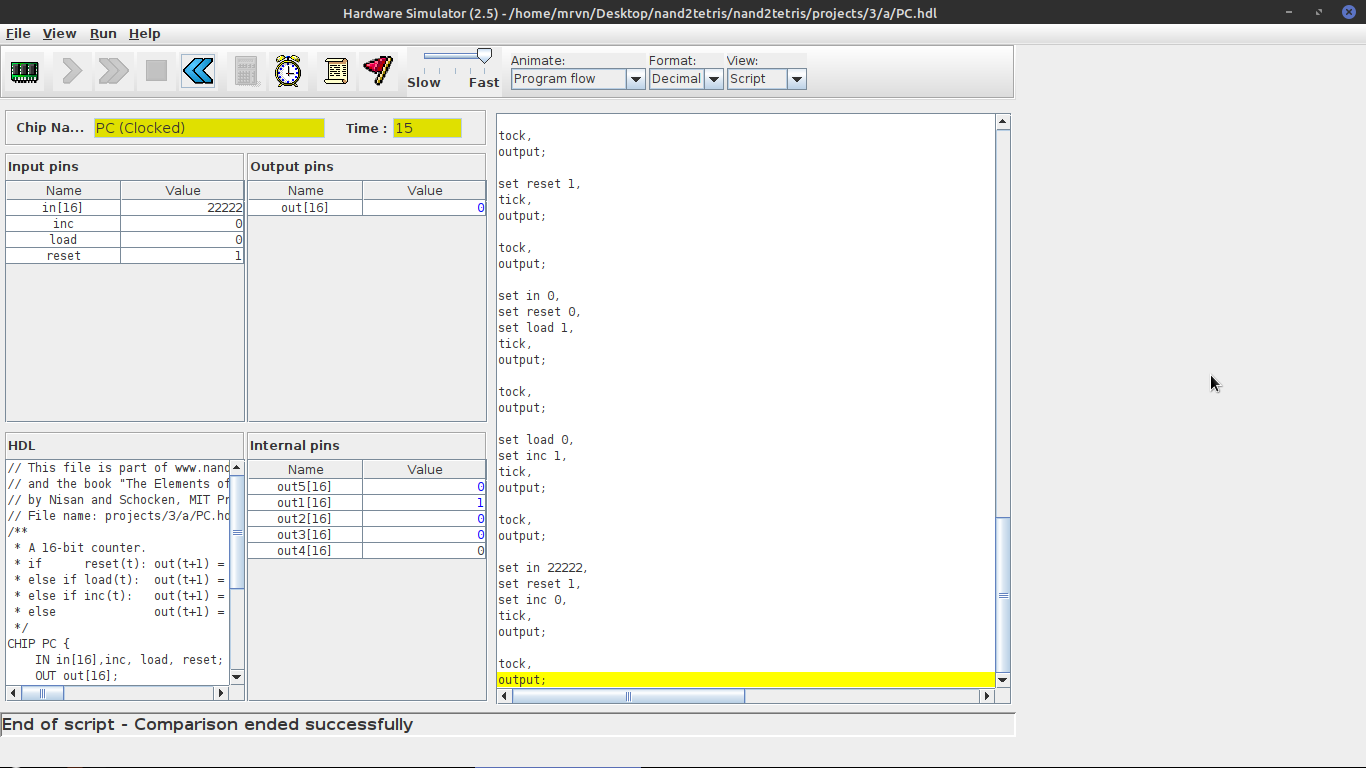 Hardware Simulator (2.5) - /home/mrvn/Desktop/nand2tetris/nand2tetris/projects/3/a/PC.hdl
File View Run Help
Slow Fast
Animate:
Program flow
Format:
Decimal
View:
Script
Chip Na... PC (Clocked) Time : 15
Input pins
Name Value
in[16] 22222
inc 0
load 0
reset 1
Output pins
Name Value
out[16] 0
HDL
// This file is part of www.nand
// and the book "The Elements of
// by Nisan and Schocken, MIT Pr
// File name: projects/3/a/PC.hd
/**
* A 16-bit counter.
* if reset(t): out(t+1) =
* else if load(t): out(t+1) =
* else if inc(t): out(t+1) =
* else out(t+1) =
*/
CHIP PC {
IN in[16],inc, load, reset;
OUT out[16];
Internal pins
Name Value
out5[16] 0
out1[16] 1
out2[16] 0
out3[16] 0
out4[16] 0
tock,
output;
set reset 1,
tick,
output;
tock,
output;
set in 0,
set reset 0,
set load 1,
tick,
output;
tock,
output;
set load 0,
set inc 1,
tick,
output;
tock,
output;
set in 22222,
set reset 1,
set inc 0,
tick,
output;
tock,
output;
End of script - Comparison ended successfully